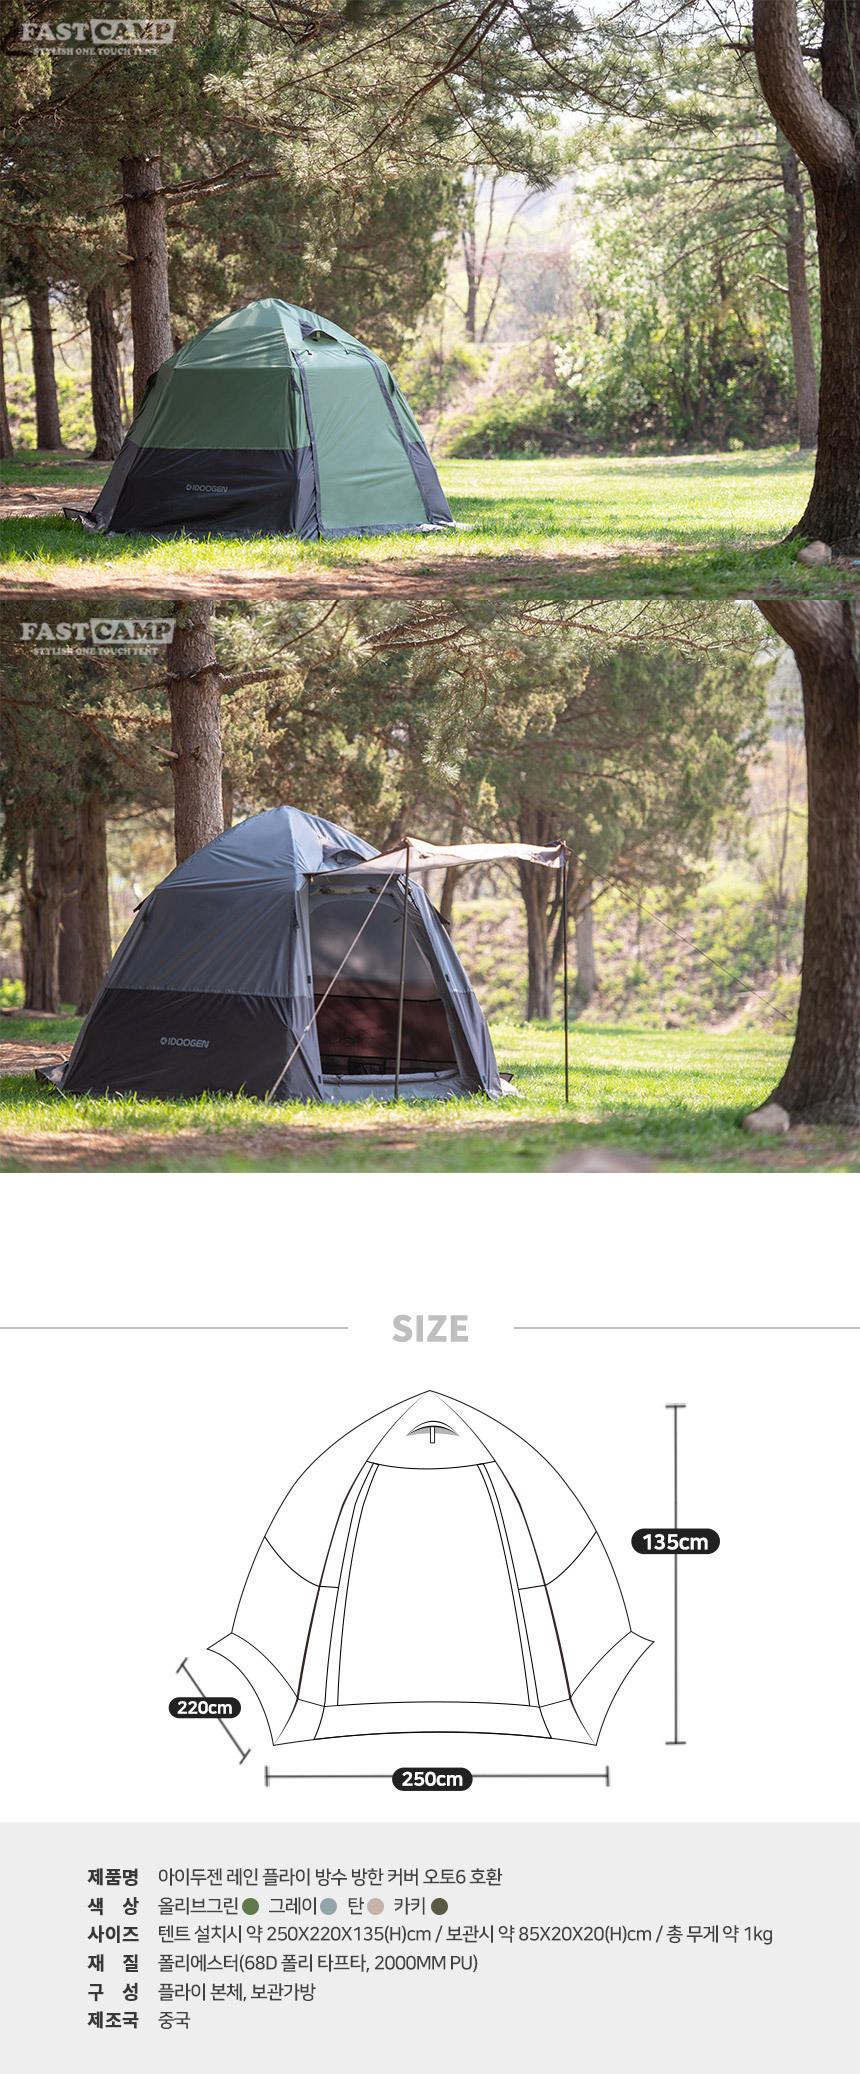 FAST CAMP
STYLISH ONE TOUCH TENT
IDOOGEN
FAST CAMP
STYLISH ONE TOUCH TENT
IDOOGEN
SIZE
135cm
220cm
250cm
제품명 아이두젠 레인 플라이 방수 방한 커버 오토6 호환
색 상 올리브그린 그레이 탄 카키
사이즈 텐트 설치시 약 250X220X135(H)cm / 보관시 약 85X20X20(H)cm / 총 무게 약 1kg
재 질 폴리에스터(68D 폴리 타프타, 2000MM PU)
구 성 플라이 본체, 보관가방
제조국 중국